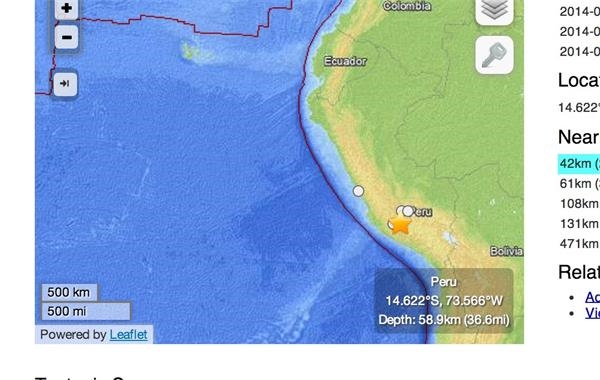 +
Colombia
2014-0
2014-0
−
2014-0
Ecuador
Loca
14.622°
Near
42km (
61km (
108km
Peru
131km
471km
Bolivia
Relat
Peru
500 km
14.622°S, 73.566°W
Ac
500 mi
Depth: 58.9km (36.6mi)
Vie
Powered by Leaflet